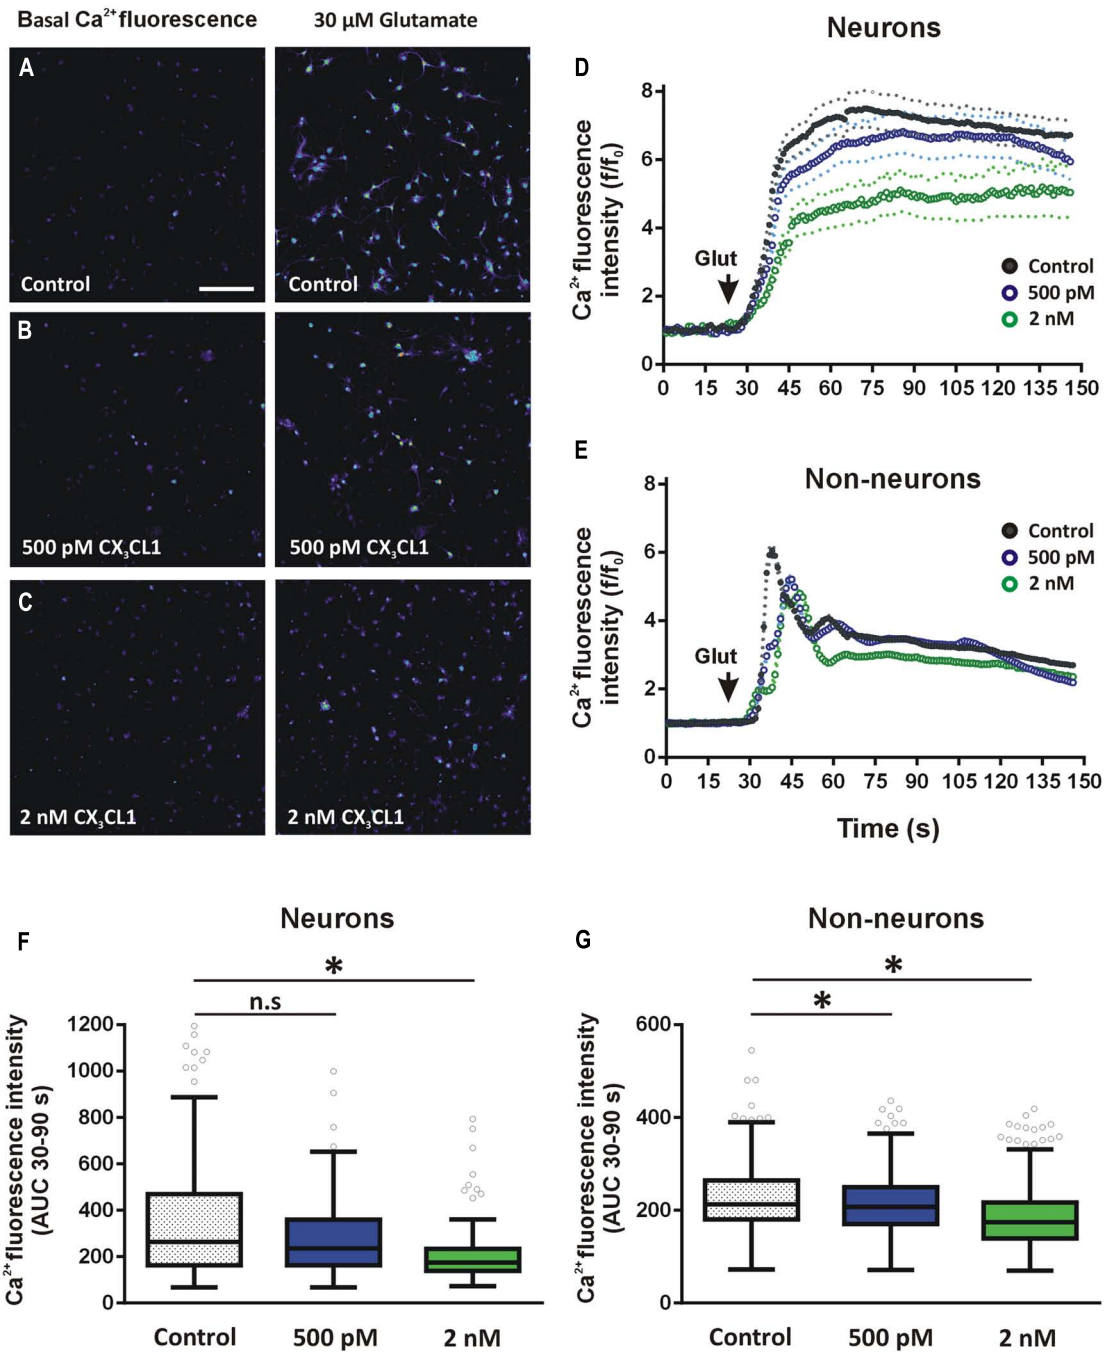 Basal Ca²⁺ fluorescence
30 µM Glutamate
A
Control
Control
B
500 pM CX₃CL1
500 pM CX₃CL1
C
2 nM CX₃CL1
2 nM CX₃CL1
Neurons
D
Ca²⁺ fluorescence
intensity (f/f₀)
8
6
4
2
0
Glut
Control
500 pM
2 nM
0 15 30 45 60 75 90 105 120 135 150
E
Non-neurons
Ca²⁺ fluorescence
intensity (f/f₀)
8
6
4
2
0
Glut
Control
500 pM
2 nM
0 15 30 45 60 75 90 105 120 135 150
Time (s)
F
Neurons
*
n.s
Ca²⁺ fluorescence intensity
(AUC 30-90 s)
1200
1000
800
600
400
200
0
Control 500 pM 2 nM
G
Non-neurons
*
*
Ca²⁺ fluorescence intensity
(AUC 30-90 s)
600
400
200
0
Control 500 pM 2 nM